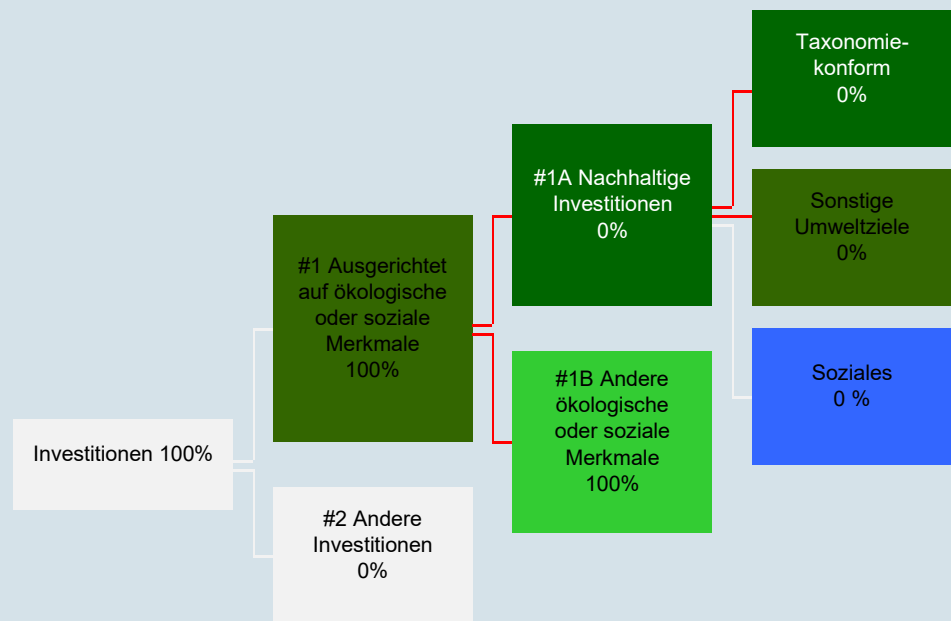 Investitionen 100%
#1 Ausgerichtet
auf ökologische
oder soziale
Merkmale
100%
#2 Andere
Investitionen
0%
#1A Nachhaltige
Investitionen
0%
#1B Andere
ökologische
oder soziale
Merkmale
100%
Taxonomie-
konform
0%
Sonstige
Umweltziele
0%
Soziales
0 %